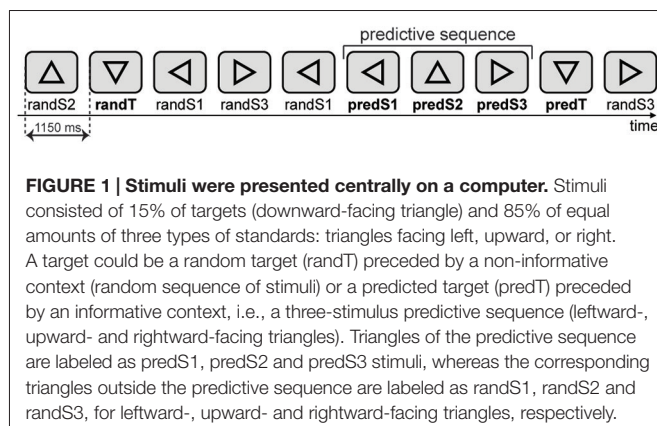 predictive sequence
randS2 randT randS1 randS3 randS1 predS1 predS2 predS3 predT randS3
1150 ms
time
FIGURE 1 | Stimuli were presented centrally on a computer. Stimuli
consisted of 15% of targets (downward-facing triangle) and 85% of equal
amounts of three types of standards: triangles facing left, upward, or right.
A target could be a random target (randT) preceded by a non-informative
context (random sequence of stimuli) or a predicted target (predT) preceded
by an informative context, i.e., a three-stimulus predictive sequence (leftward-,
upward- and rightward-facing triangles). Triangles of the predictive sequence
are labeled as predS1, predS2 and predS3 stimuli, whereas the corresponding
triangles outside the predictive sequence are labeled as randS1, randS2 and
randS3, for leftward-, upward- and rightward-facing triangles, respectively.